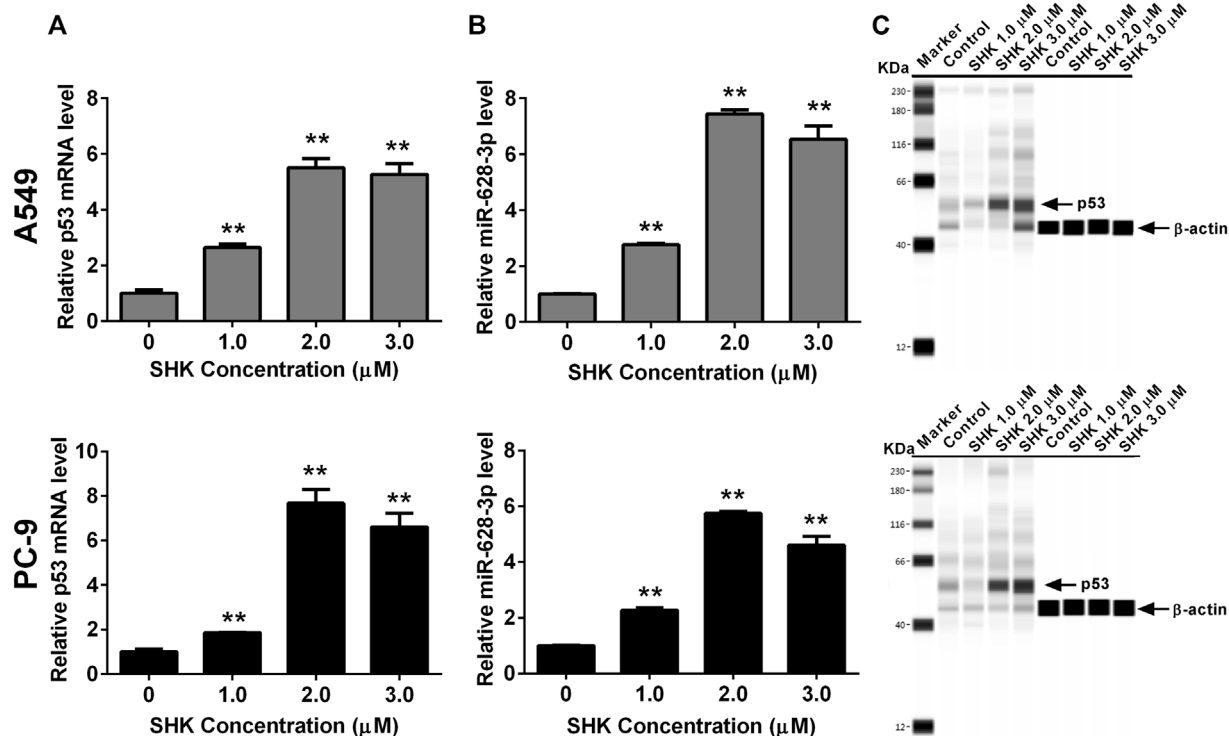 A
B
C
A549
Relative p53 mRNA level
8
6
4
2
0
**
**
**
0 1.0 2.0 3.0
SHK Concentration (μM)
Relative miR-628-3p level
8
6
4
2
0
**
**
**
0 1.0 2.0 3.0
SHK Concentration (μM)
KDa
Marker
Control
SHK 1.0 μM
SHK 2.0 μM
SHK 3.0 μM
Control
SHK 1.0 μM
SHK 2.0 μM
SHK 3.0 μM
230
180
116
66
40
12
p53
β-actin
PC-9
Relative p53 mRNA level
10
8
6
4
2
0
**
**
**
0 1.0 2.0 3.0
SHK Concentration (μM)
Relative miR-628-3p level
8
6
4
2
0
**
**
**
0 1.0 2.0 3.0
SHK Concentration (μM)
KDa
Marker
Control
SHK 1.0 μM
SHK 2.0 μM
SHK 3.0 μM
Control
SHK 1.0 μM
SHK 2.0 μM
SHK 3.0 μM
230
180
116
66
40
12
p53
β-actin